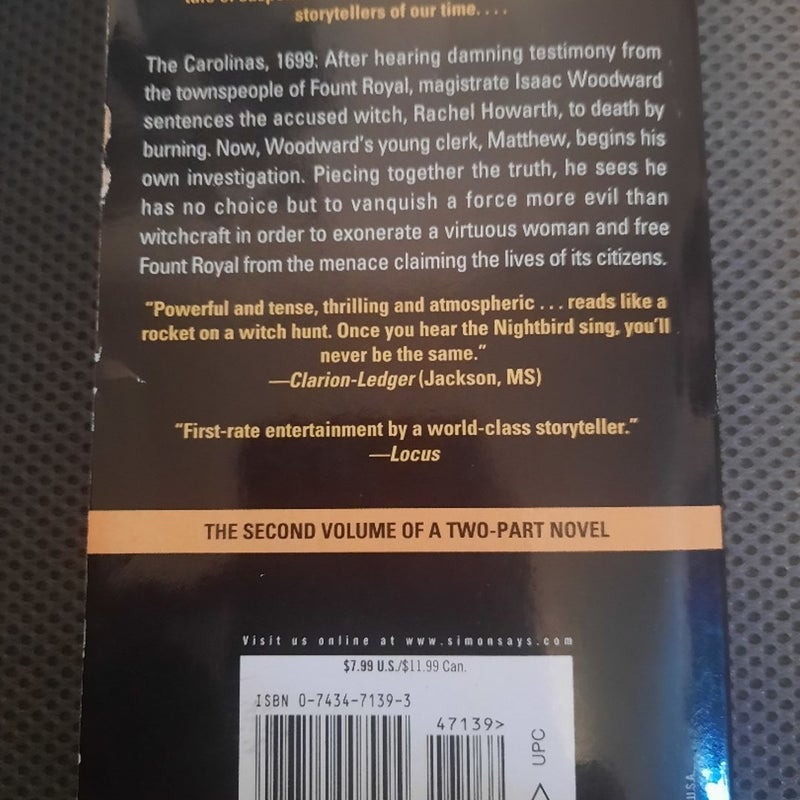 storytellers of our time. . . .
The Carolinas, 1699: After hearing damning testimony from
the townspeople of Fount Royal, magistrate Isaac Woodward
sentences the accused witch, Rachel Howarth, to death by
burning. Now, Woodward's young clerk, Matthew, begins his
own investigation. Piecing together the truth, he sees he
has no choice but to vanquish a force more evil than
witchcraft in order to exonerate a virtuous woman and free
Fount Royal from the menace claiming the lives of its citizens.
"Powerful and tense, thrilling and atmospheric . . . reads like a
rocket on a witch hunt. Once you hear the Nightbird sing, you'll
never be the same."
—Clarion-Ledger (Jackson, MS)
"First-rate entertainment by a world-class storyteller."
—Locus
THE SECOND VOLUME OF A TWO-PART NOVEL
Visit us online at www.simonsays.com
$7.99 U.S./$11.99 Can.
ISBN 0-7434-7139-3
47139>
UPC
USA